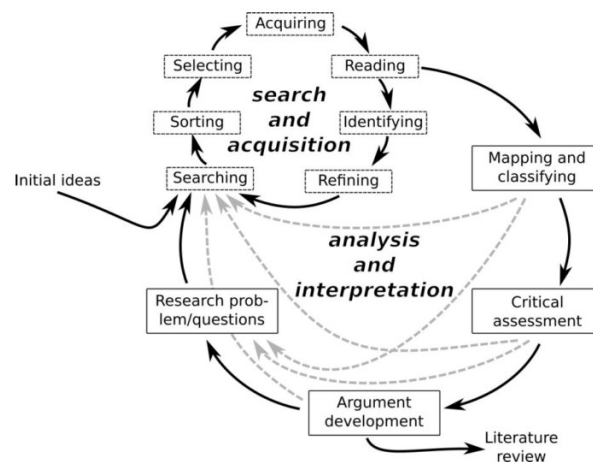 Acquiring
Selecting
Reading
search
and
acquisition
Sorting
Identifying
Mapping and
classifying
Initial ideas
Searching
Refining
analysis
and
interpretation
Research prob-
lem/questions
Critical
assessment
Argument
development
Literature
review